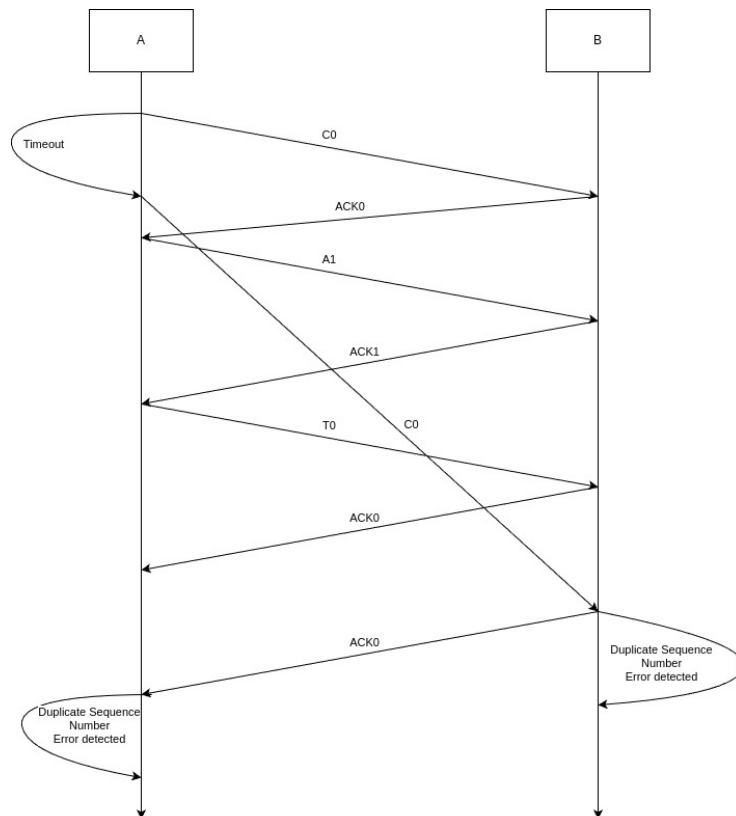 A
B
C0
Timeout
ACK0
A1
ACK1
C0
T0
ACK0
ACK0
Duplicate Sequence
Number
Error detected
Duplicate Sequence
Number
Error detected